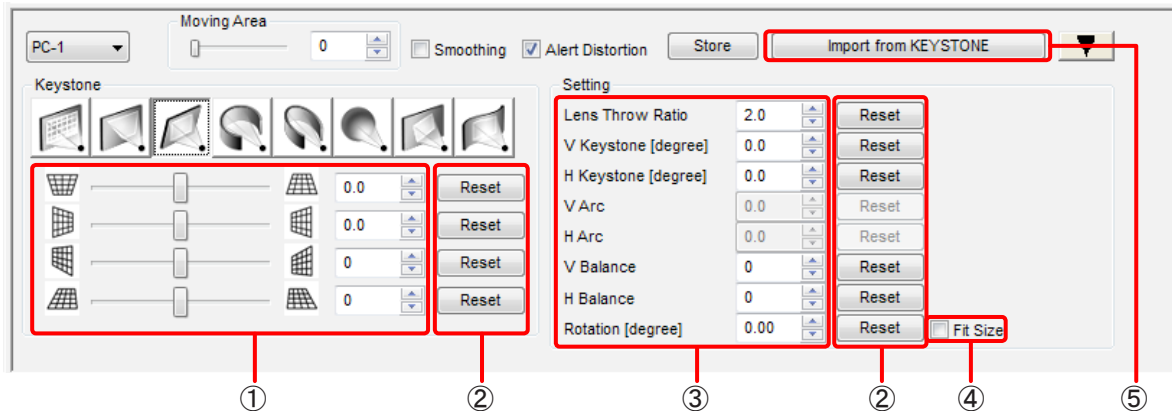 Moving Area
PC-1 0 Smoothing Alert Distortion Store Import from KEYSTONE
Keystone
Setting
0.0 Reset
0.0 Reset
0 Reset
0 Reset
Lens Throw Ratio 2.0 Reset
V Keystone [degree] 0.0 Reset
H Keystone [degree] 0.0 Reset
V Arc 0.0 Reset
H Arc 0.0 Reset
V Balance 0 Reset
H Balance 0 Reset
Rotation [degree] 0.00 Reset Fit Size
① ② ③ ② ④ ⑤